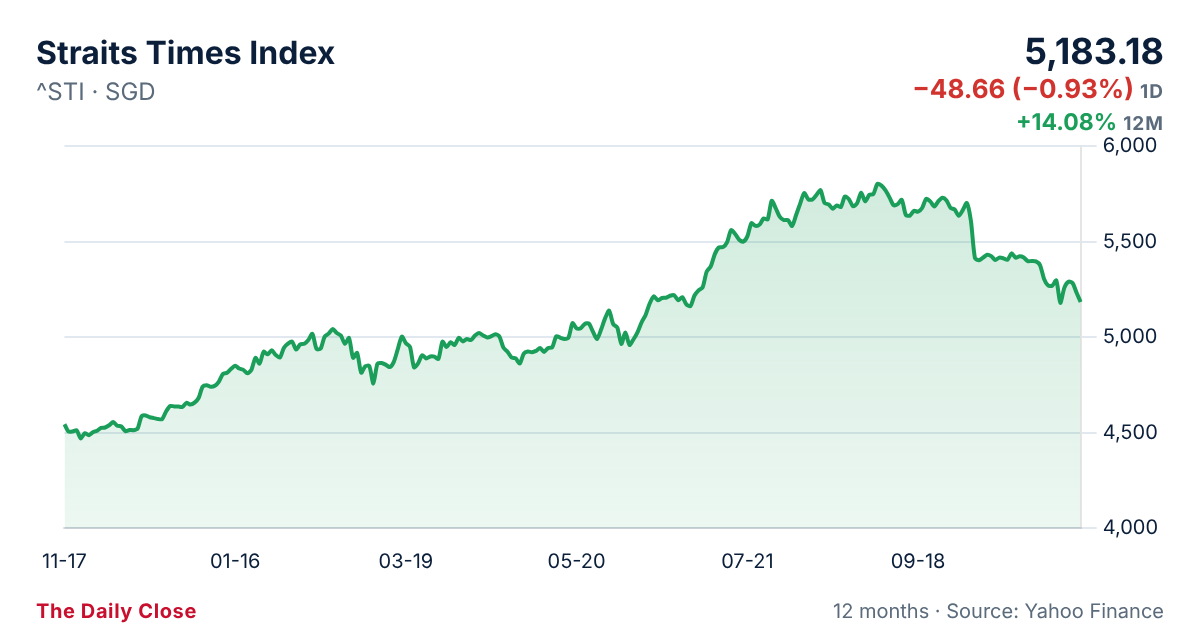 Straits Times Index
5,183.18
^STI · SGD
−48.66 (−0.93%) 1D
+14.08% 12M
6,000
5,500
5,000
4,500
4,000
11-17 01-16 03-19 05-20 07-21 09-18
The Daily Close
12 months · Source: Yahoo Finance